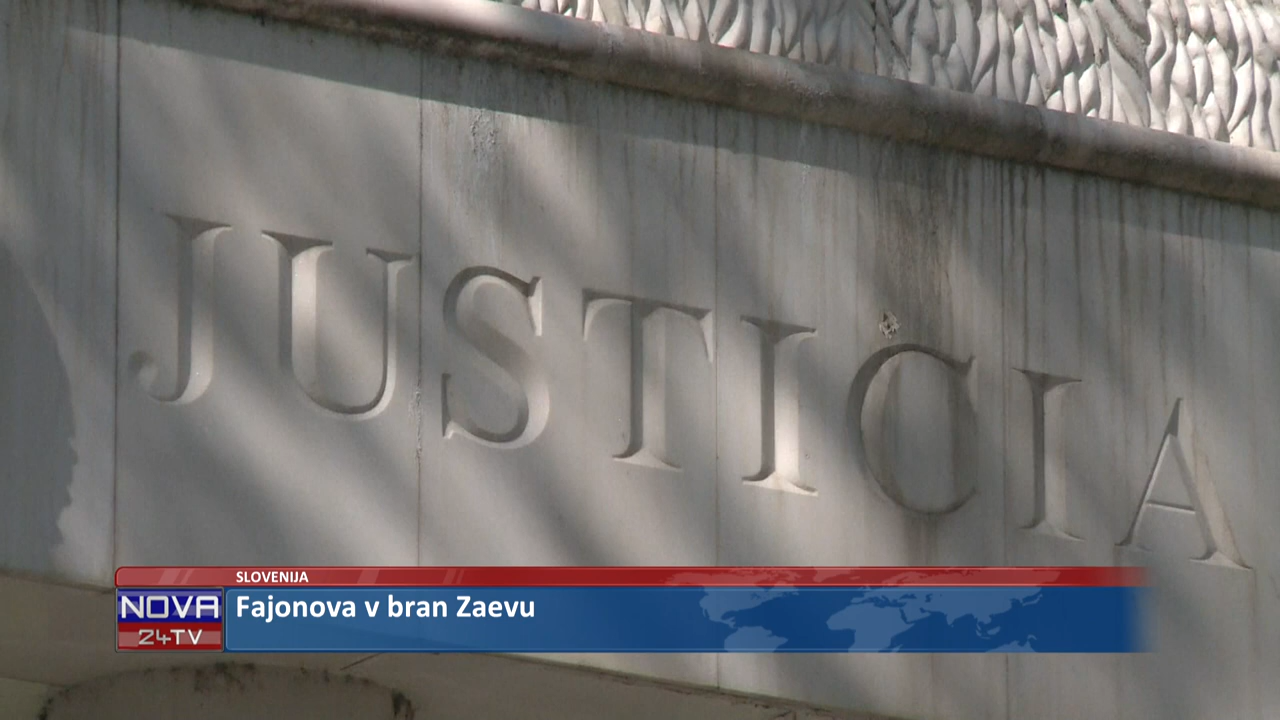 JUSTICIA
SLOVENIJA
NOVA
24TV
Fajonova v bran Zaevu